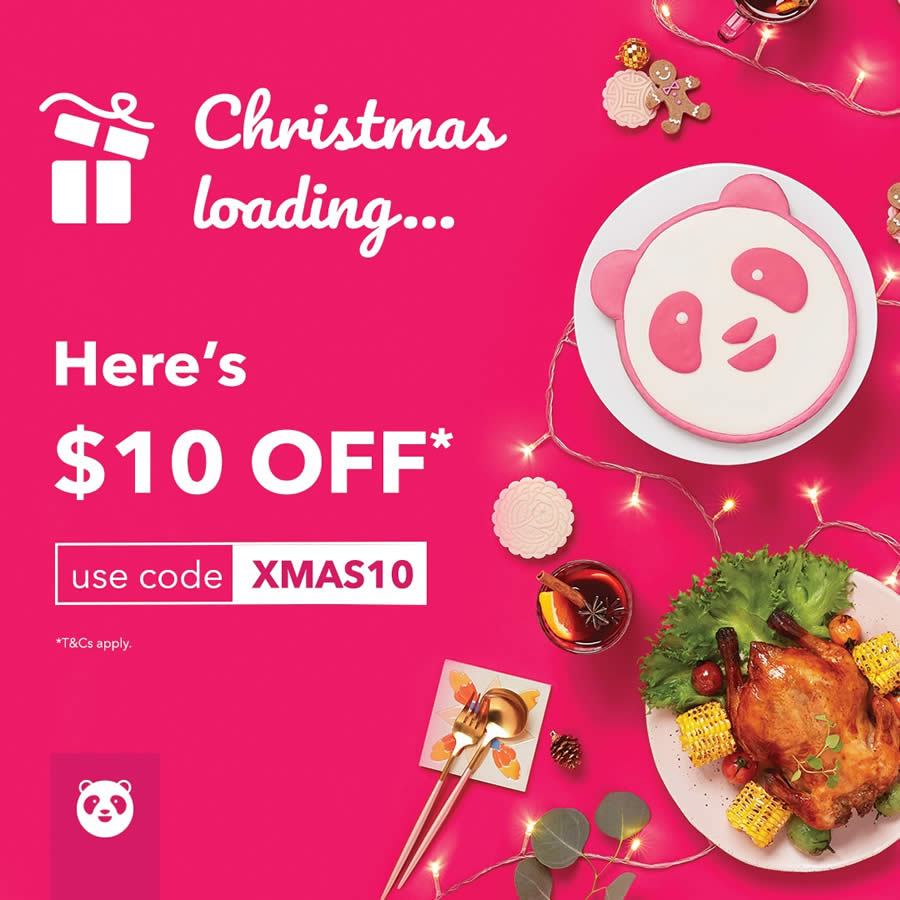 Christmas
loading...
Here's
$10 OFF*
use code XMAS10
*T&Cs apply.